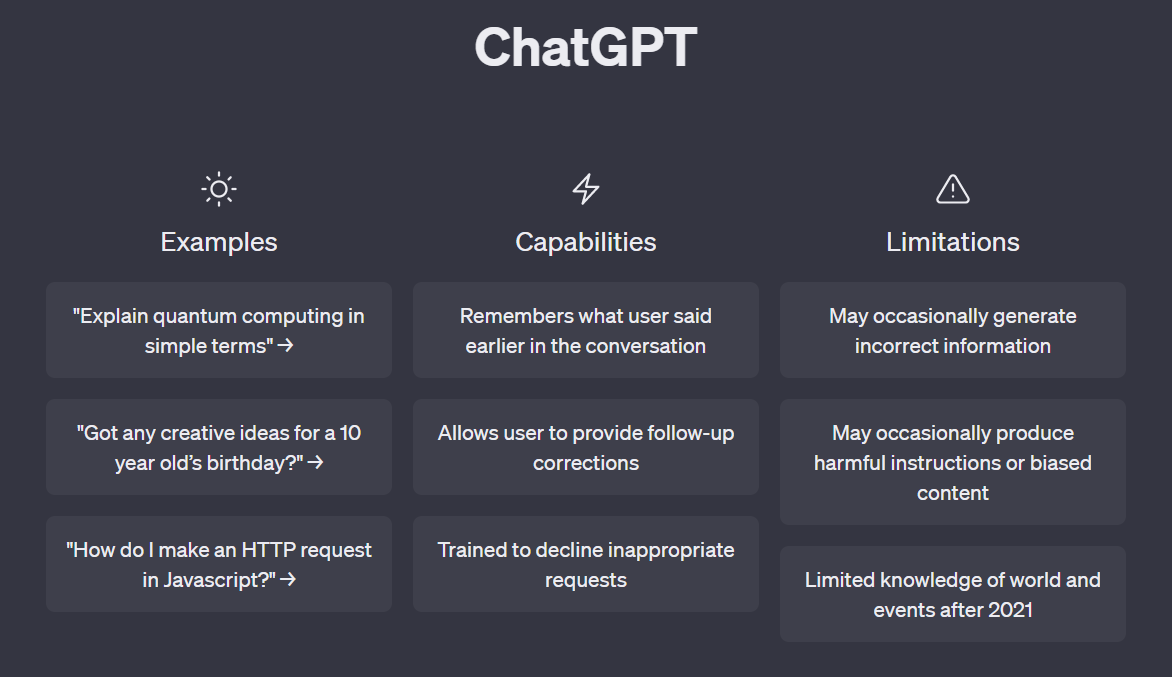 ChatGPT
Examples
"Explain quantum computing in
simple terms" →
"Got any creative ideas for a 10
year old’s birthday?" →
"How do I make an HTTP request
in Javascript?" →
Capabilities
Remembers what user said
earlier in the conversation
Allows user to provide follow-up
corrections
Trained to decline inappropriate
requests
Limitations
May occasionally generate
incorrect information
May occasionally produce
harmful instructions or biased
content
Limited knowledge of world and
events after 2021